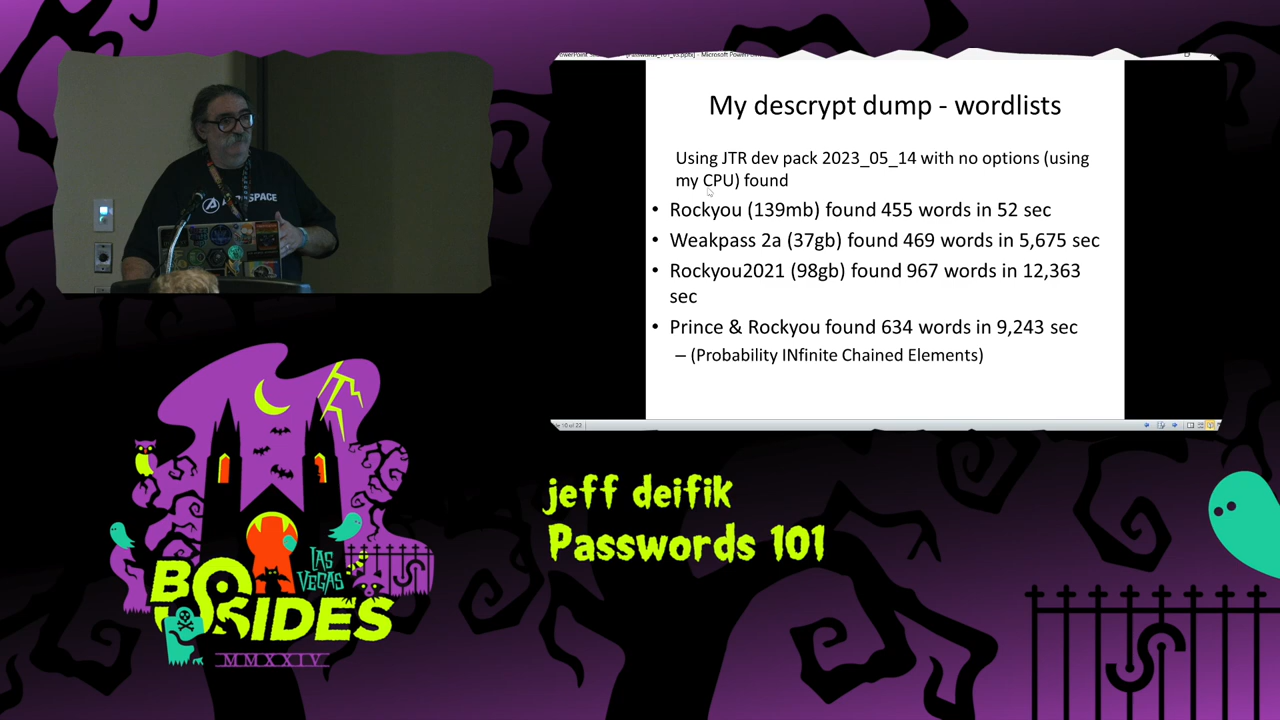 My descrypt dump - wordlists
Using JTR dev pack 2023_05_14 with no options (using
my CPU) found
• Rockyou (139mb) found 455 words in 52 sec
• Weakpass 2a (37gb) found 469 words in 5,675 sec
• Rockyou2021 (98gb) found 967 words in 12,363
sec
• Prince & Rockyou found 634 words in 9,243 sec
– (Probability INfinite Chained Elements)
10 of 22
jeff deifik
Passwords 101
LAS
VEGAS
BSIDES
MMXXIV